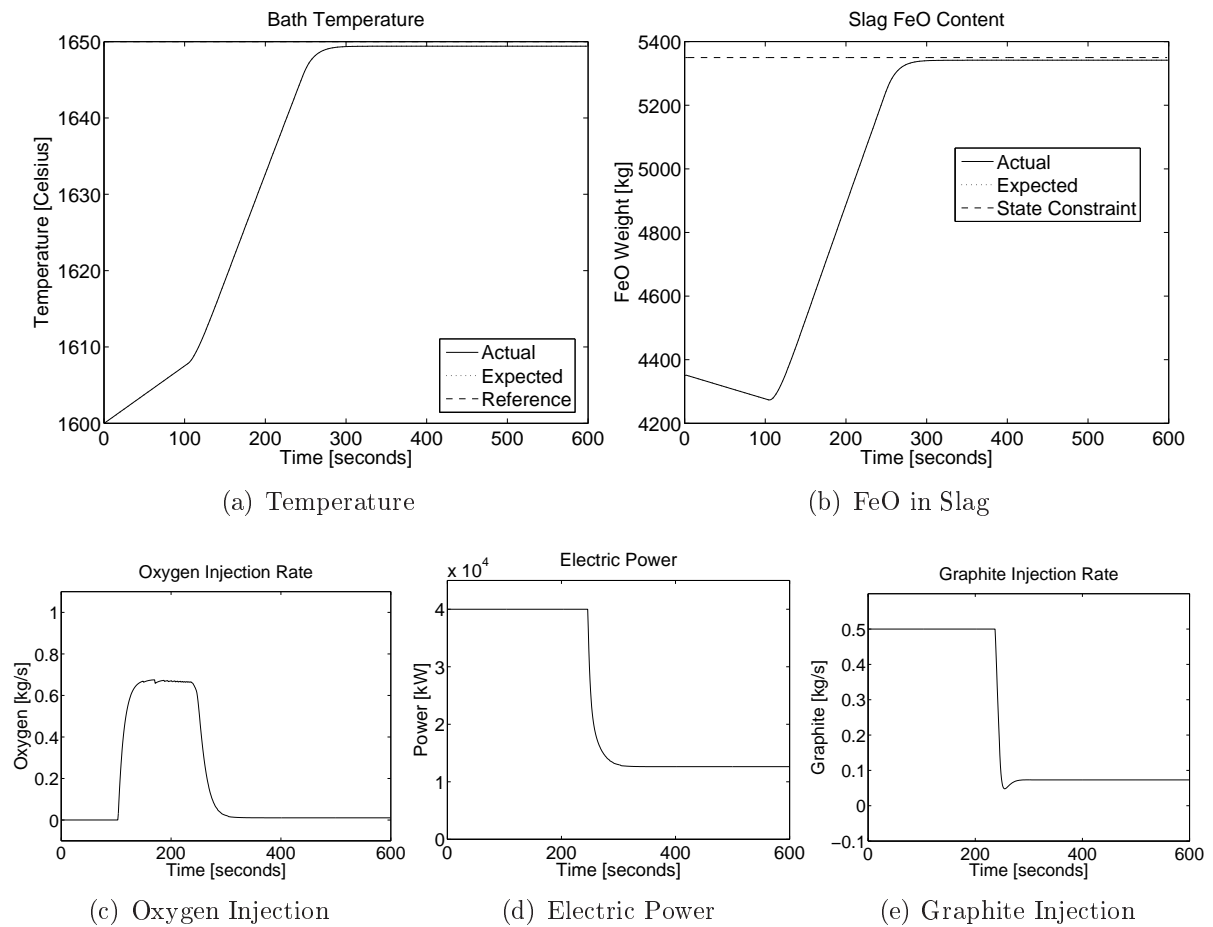 Bath Temperature
Temperature [Celsius]
1650
1640
1630
1620
1610
1600
0 100 200 300 400 500 600
Time [seconds]
Actual
Expected
Reference
(a) Temperature
Slag FeO Content
FeO Weight [kg]
5400
5200
5000
4800
4600
4400
4200
0 100 200 300 400 500 600
Time [seconds]
Actual
Expected
State Constraint
(b) FeO in Slag
Oxygen Injection Rate
Oxygen [kg/s]
1
0.8
0.6
0.4
0.2
0
0 200 400 600
Time [seconds]
(c) Oxygen Injection
Electric Power
x 10^4
Power [kW]
4
3
2
1
0
0 200 400 600
Time [seconds]
(d) Electric Power
Graphite Injection Rate
Graphite [kg/s]
0.5
0.4
0.3
0.2
0.1
0
−0.1
0 200 400 600
Time [seconds]
(e) Graphite Injection